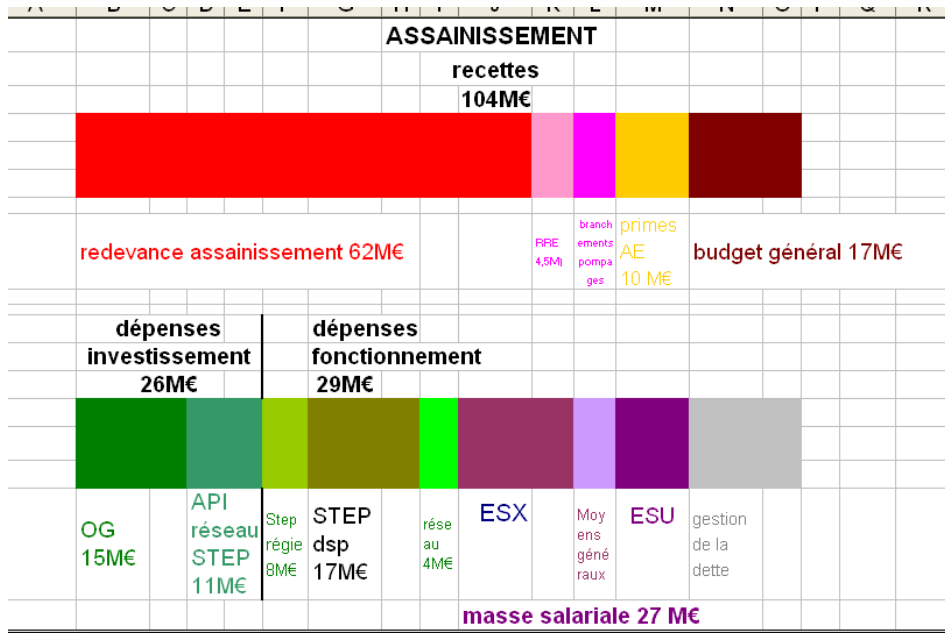 ASSAINISSEMENT
recettes
104M€
redevance assainissement 62M€
RRE
4,5M
branch
ements
pompa
ges
primes
AE
10 M€
budget général 17M€
dépenses
investissement
26M€
dépenses
fonctionnement
29M€
OG
15M€
API
réseau
STEP
11M€
Step
régie
8M€
STEP
dsp
17M€
rése
au
4M€
ESX
Moy
ens
géné
raux
ESU
gestion
de la
dette
masse salariale 27 M€